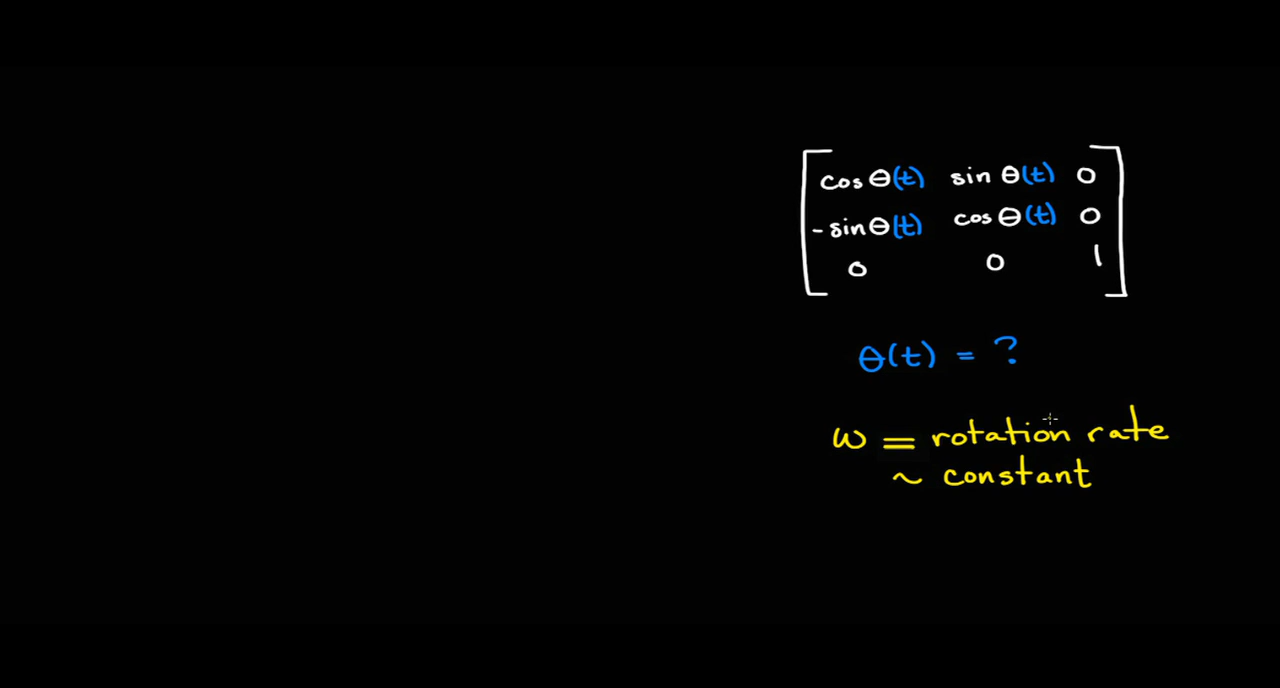 cos θ(t) sin θ(t) 0
- sin θ(t) cos θ(t) 0
0 0 1
θ(t) = ?
ω = rotation rate
~ constant